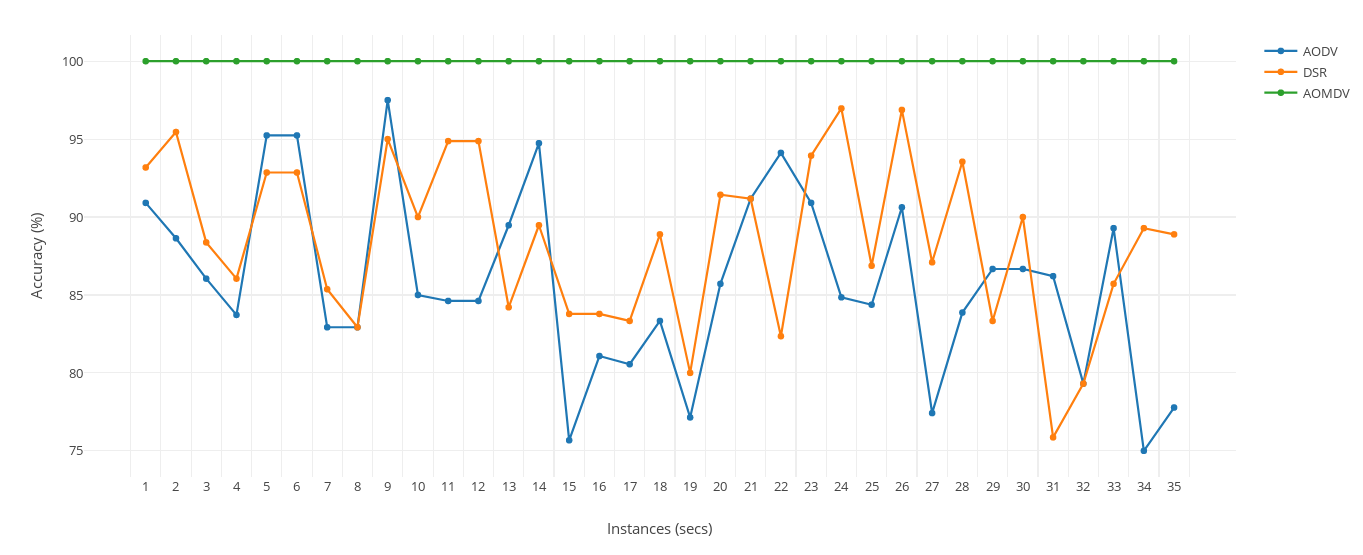 100
95
90
85
80
75
Accuracy (%)
1 2 3 4 5 6 7 8 9 10 11 12 13 14 15 16 17 18 19 20 21 22 23 24 25 26 27 28 29 30 31 32 33 34 35
Instances (secs)
AODV
DSR
AOMDV